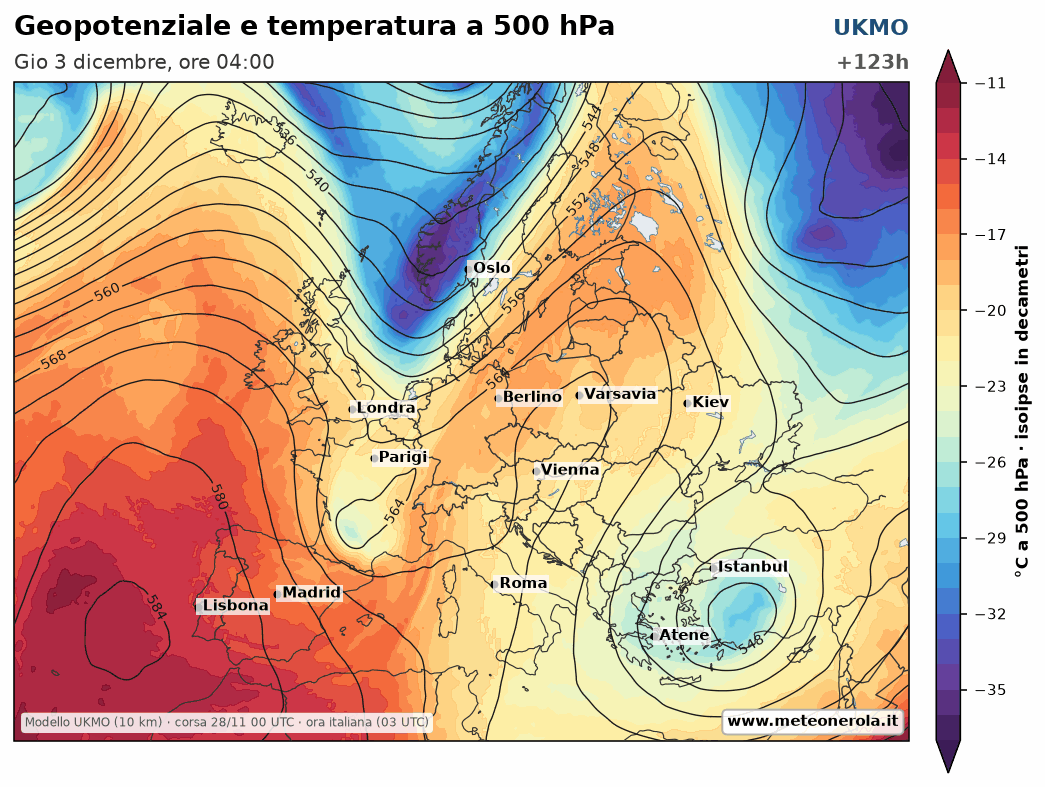 Geopotenziale e temperatura a 500 hPa
UKMO
Gio 3 dicembre, ore 04:00
+123h
536
540
544
548
552
556
560
564
568
580
564
584
548
Oslo
Londra
Berlino
Varsavia
Kiev
Parigi
Vienna
Istanbul
Roma
Madrid
Lisbona
Atene
−11
−14
−17
−20
−23
−26
−29
−32
−35
°C a 500 hPa · isoipse in decametri
Modello UKMO (10 km) · corsa 28/11 00 UTC · ora italiana (03 UTC)
www.meteonerola.it